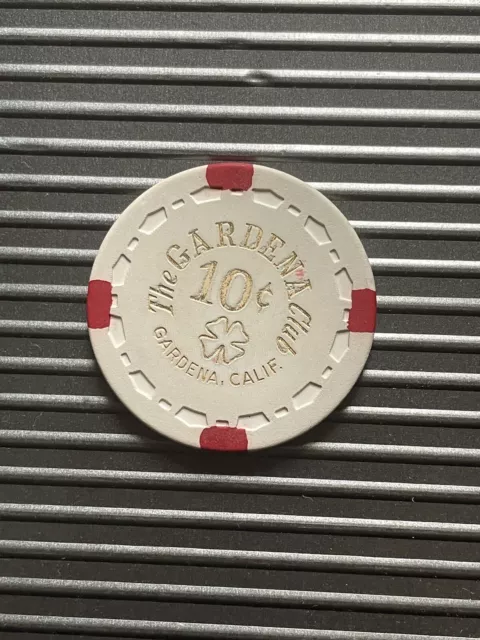 The GARDENA Club
10¢
GARDENA, CALIF.